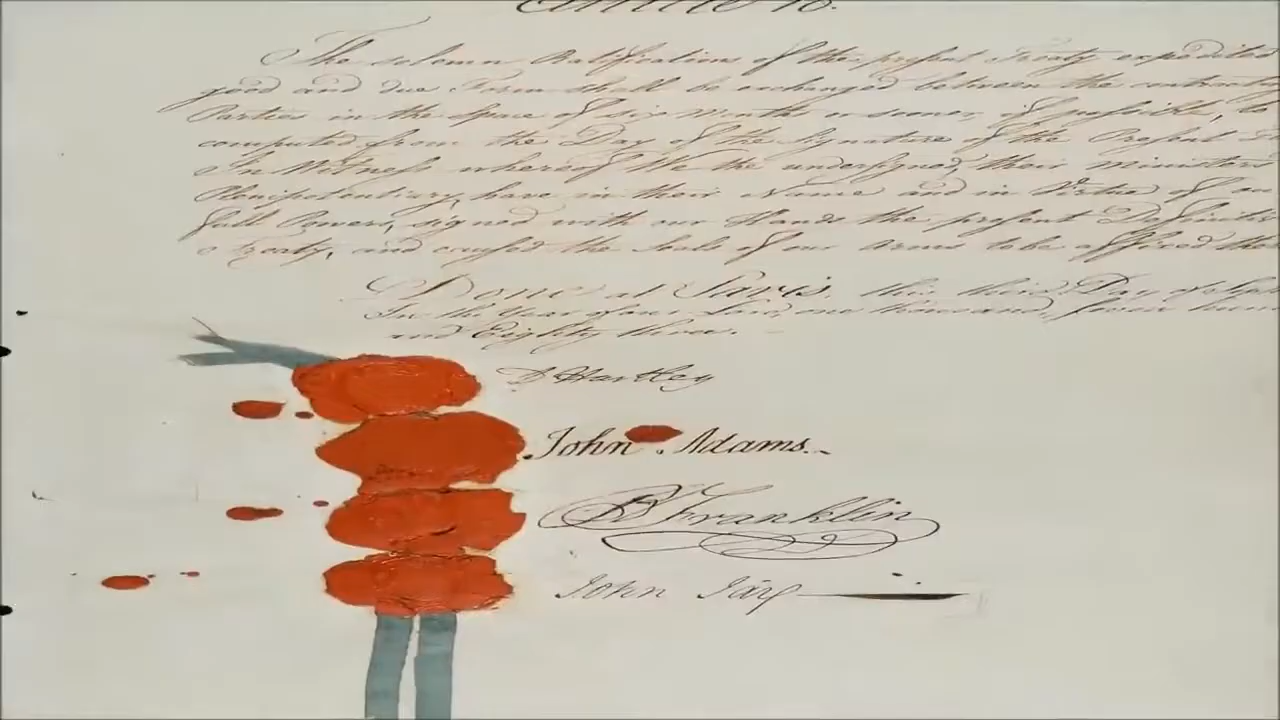 Article 10.
The solemn Ratifications of the present Treaty expedited
good and due Form shall be exchanged between the contracting
Parties in the Space of Six Months or sooner if possible, to
computed from the Day of the Signature of the Present
In Witness whereof We the undersigned, their Ministers
Plenipotentiary, have in their Name and in Virtue of our
full Powers, signed with our Hands the present Definitive
Treaty, and caused the Seals of our Arms to be affixed
Done at Paris, this third Day of
In the Year of our Lord, one thousand, seven
and Eighty three.
D Hartley
John Adams.
B Franklin
John Jay